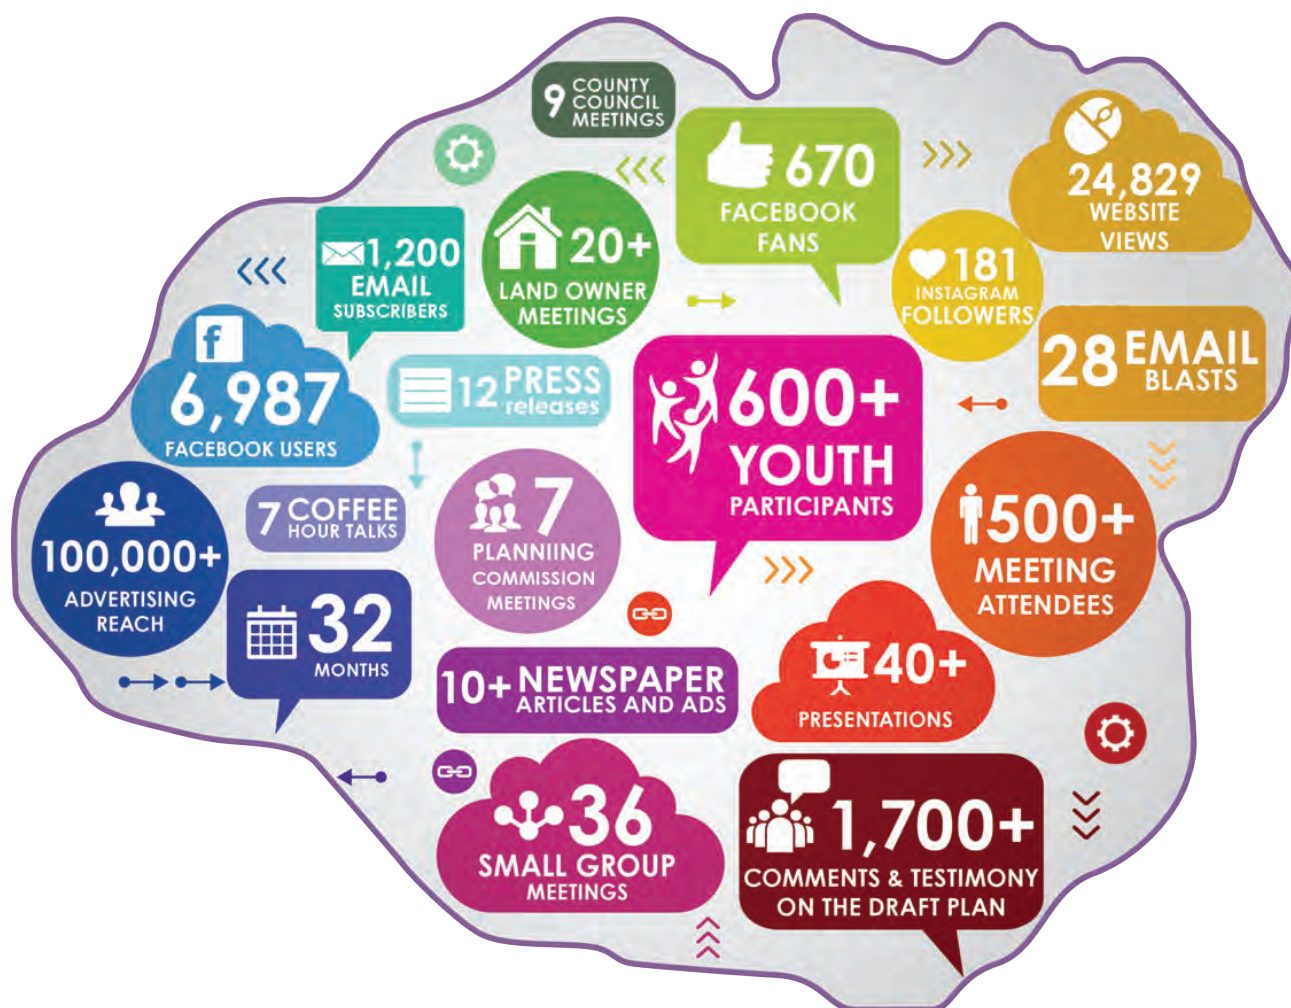 9 COUNTY
COUNCIL
MEETINGS
670
FACEBOOK
FANS
24,829
WEBSITE
VIEWS
1,200
EMAIL
SUBSCRIBERS
20+
LAND OWNER
MEETINGS
181
INSTAGRAM
FOLLOWERS
f
6,987
FACEBOOK USERS
12 PRESS
releases
600+
YOUTH
PARTICIPANTS
28 EMAIL
BLASTS
100,000+
ADVERTISING
REACH
7 COFFEE
HOUR TALKS
7
PLANNIING
COMMISSION
MEETINGS
500+
MEETING
ATTENDEES
32
MONTHS
10+ NEWSPAPER
ARTICLES AND ADS
40+
PRESENTATIONS
36
SMALL GROUP
MEETINGS
1,700+
COMMENTS & TESTIMONY
ON THE DRAFT PLAN